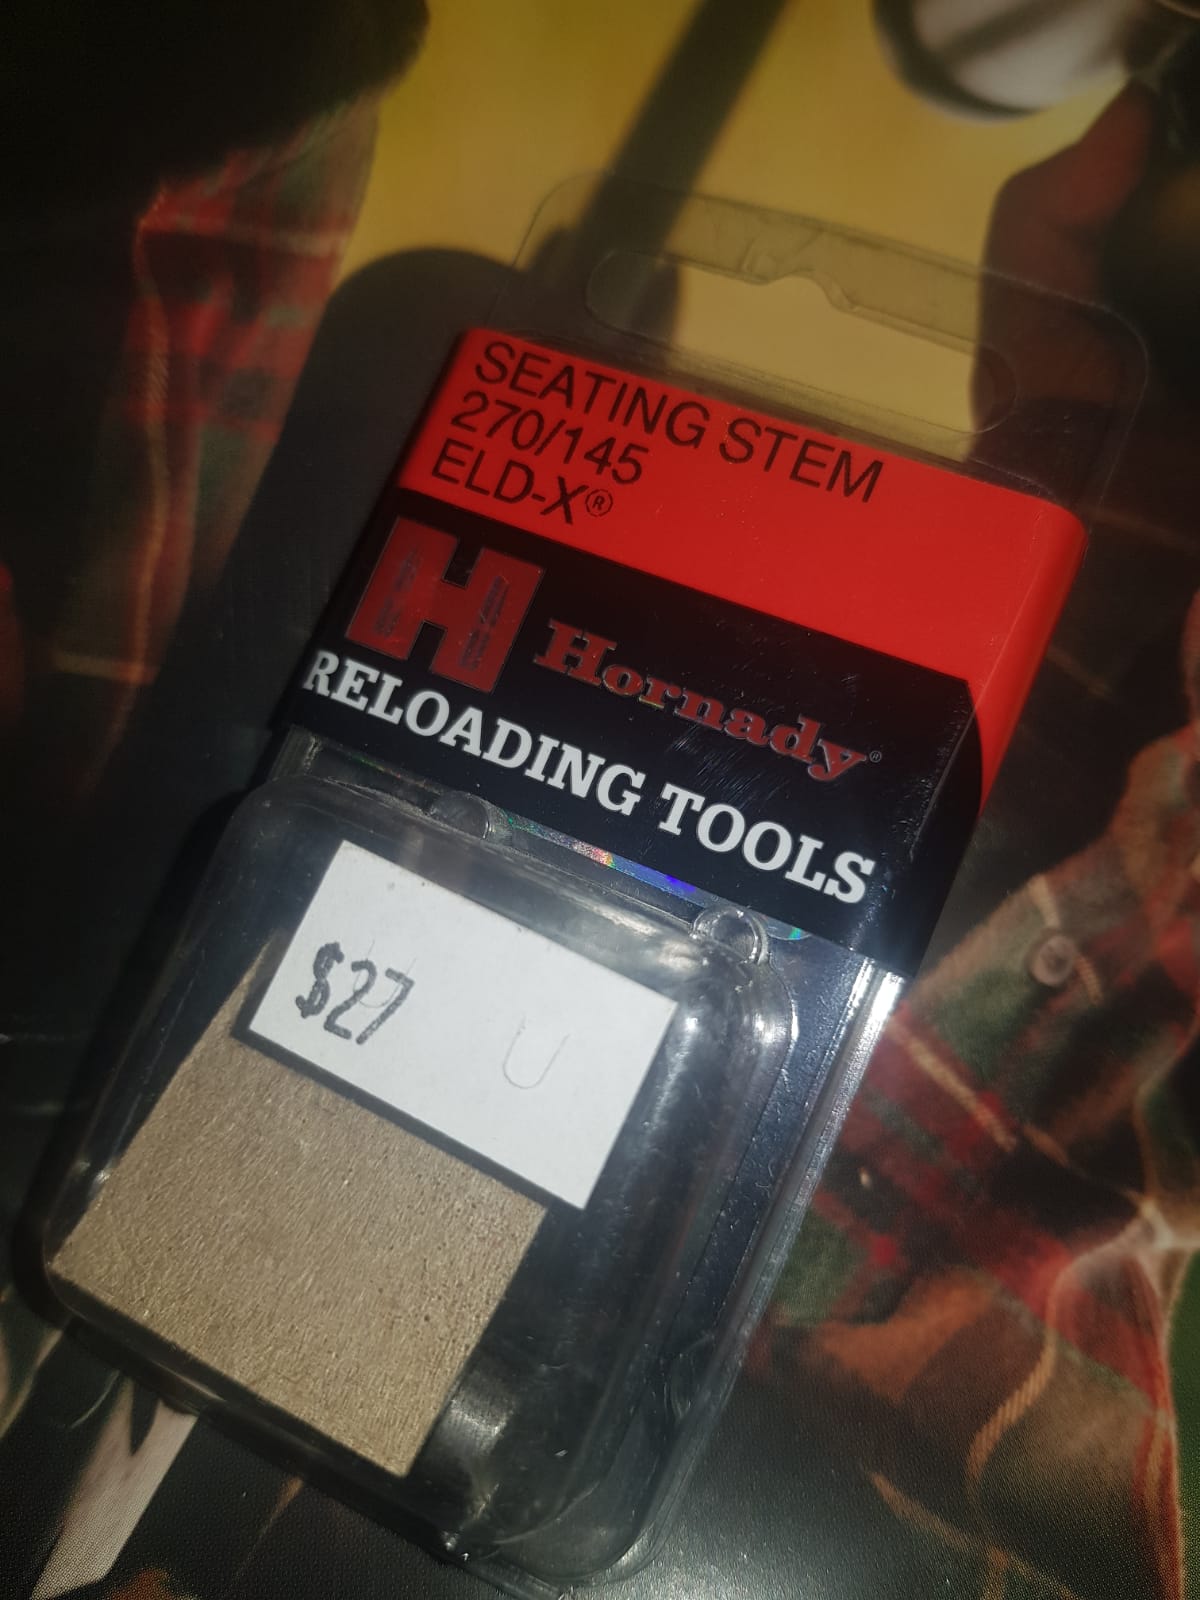 SEATING STEM
270/145
ELD-X®
H Hornady®
RELOADING TOOLS
$27 U